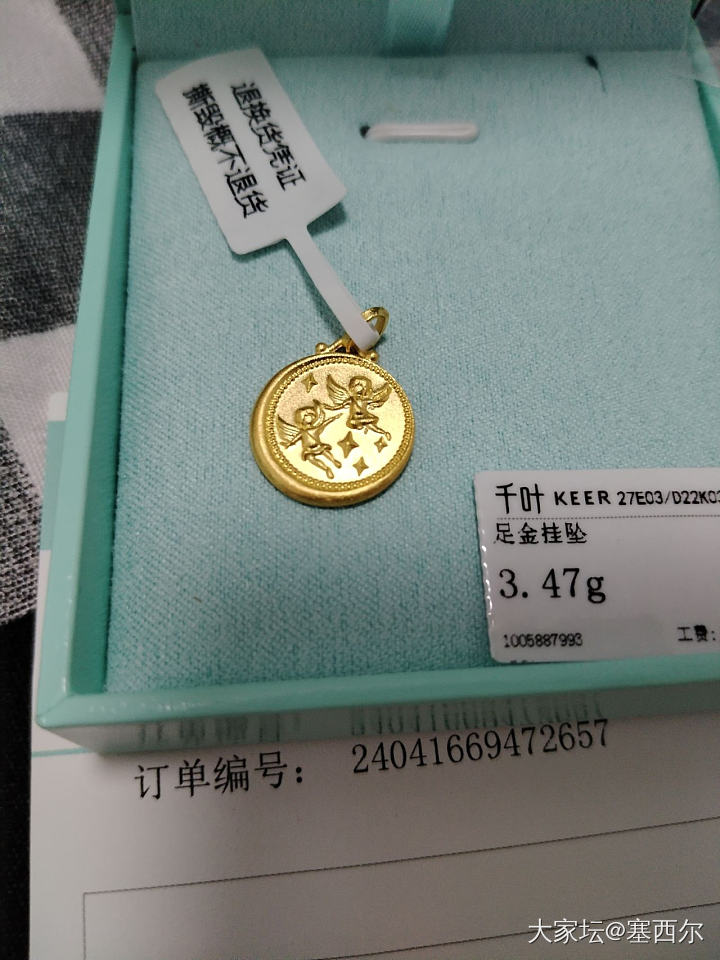 退换货凭证
撕毁概不退货
千叶 KEER 27E03/D22K03
足金挂坠
3.47g
1005887993
工费:
订单编号： 24041669472657
大家坛@塞西尔